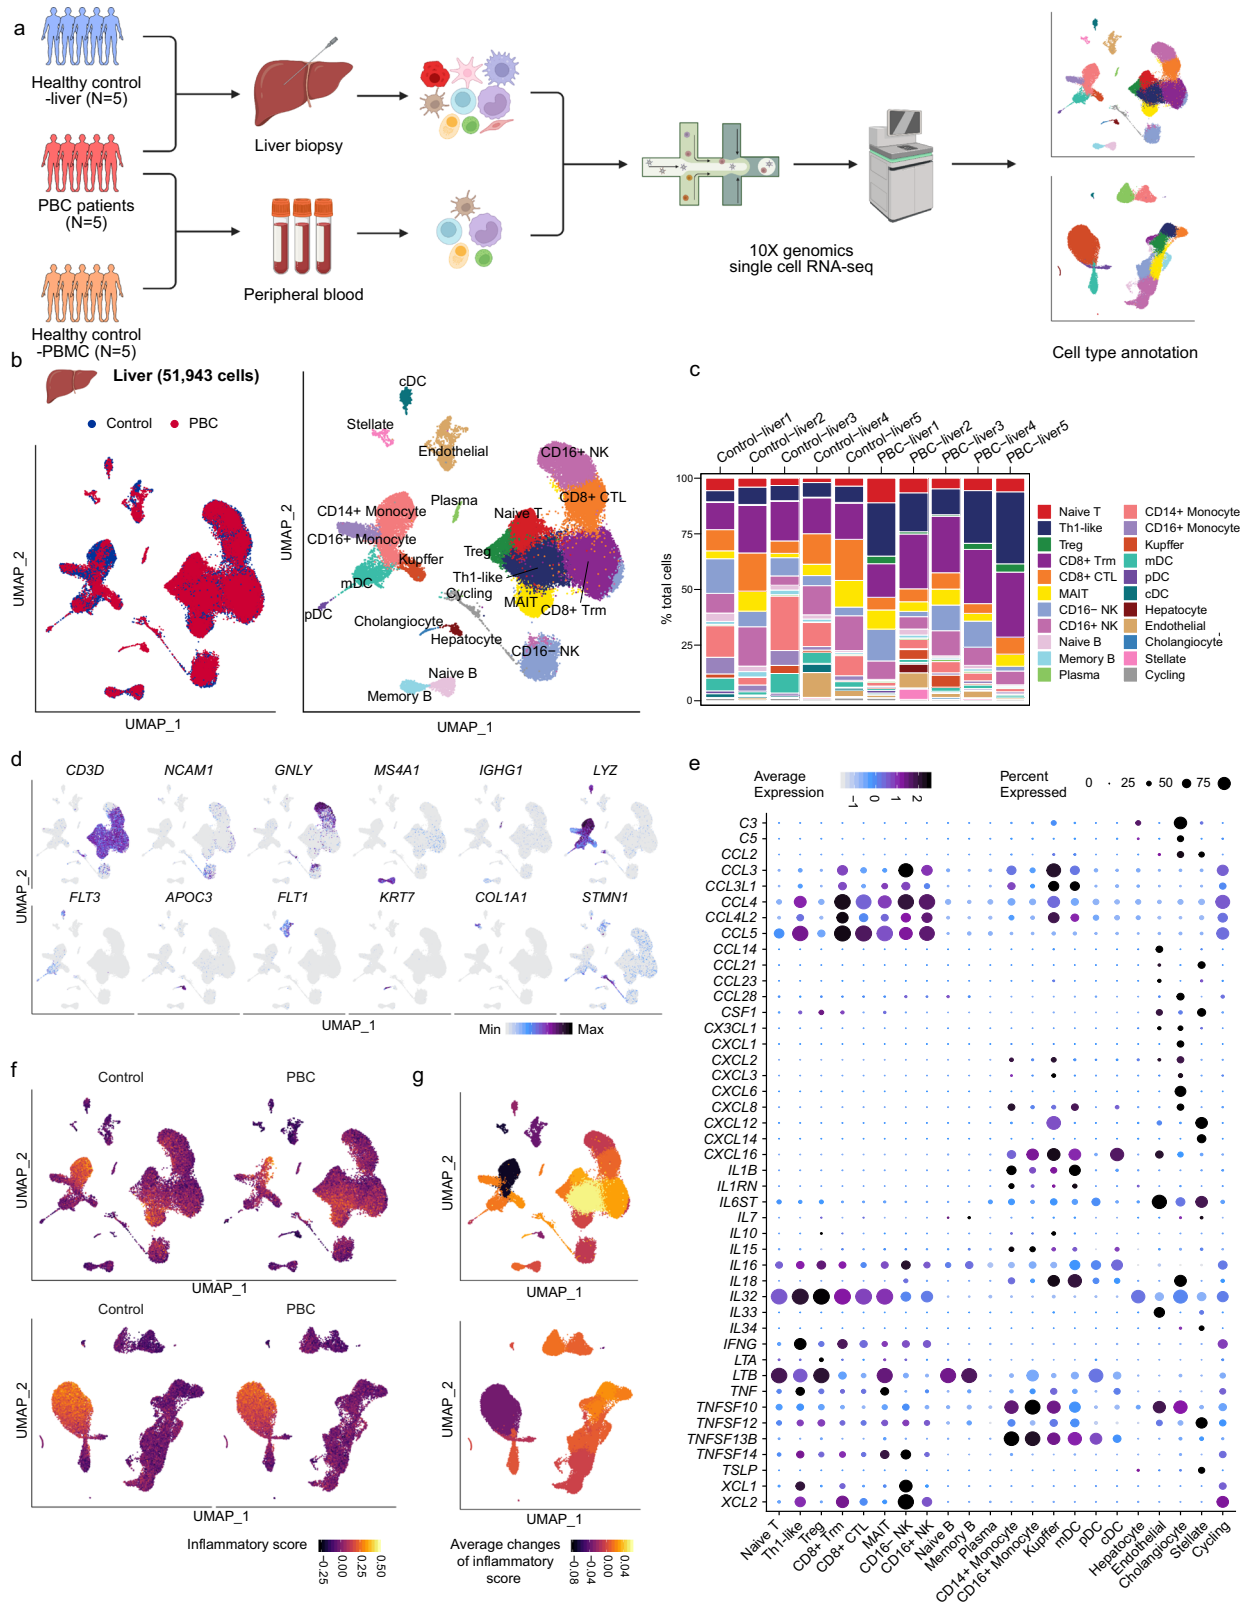 a
Healthy control
-liver (N=5)
PBC patients
(N=5)
Healthy control
-PBMC (N=5)
Liver biopsy
Peripheral blood
10X genomics
single cell RNA-seq
Cell type annotation
b
Liver (51,943 cells)
Control
PBC
UMAP_2
UMAP_1
cDC
Stellate
Endothelial
CD16+ NK
CD8+ CTL
Plasma
CD14+ Monocyte
Naive T
CD16+ Monocyte
Treg
Kupffer
Th1-like
mDC
Cycling
MAIT
CD8+ Trm
pDC
Cholangiocyte
Hepatocyte
CD16− NK
Naive B
Memory B
UMAP_2
UMAP_1
c
Control-liver1
Control-liver2
Control-liver3
Control-liver4
Control-liver5
PBC-liver1
PBC-liver2
PBC-liver3
PBC-liver4
PBC-liver5
% total cells
100
75
50
25
0
Naive T
Th1-like
Treg
CD8+ Trm
CD8+ CTL
MAIT
CD16− NK
CD16+ NK
Naive B
Memory B
Plasma
CD14+ Monocyte
CD16+ Monocyte
Kupffer
mDC
pDC
cDC
Hepatocyte
Endothelial
Cholangiocyte
Stellate
Cycling
d
CD3D
NCAM1
GNLY
MS4A1
IGHG1
LYZ
FLT3
APOC3
FLT1
KRT7
COL1A1
STMN1
UMAP_2
UMAP_1
Min
Max
e
Average
Expression
−1
0
1
2
Percent
Expressed
0
25
50
75
C3
C5
CCL2
CCL3
CCL3L1
CCL4
CCL4L2
CCL5
CCL14
CCL21
CCL23
CCL28
CSF1
CX3CL1
CXCL1
CXCL2
CXCL3
CXCL6
CXCL8
CXCL12
CXCL14
CXCL16
IL1B
IL1RN
IL6ST
IL7
IL10
IL15
IL16
IL18
IL32
IL33
IL34
IFNG
LTA
LTB
TNF
TNFSF10
TNFSF12
TNFSF13B
TNFSF14
TSLP
XCL1
XCL2
Naive T
Th1-like
Treg
CD8+ Trm
CD8+ CTL
MAIT
CD16− NK
CD16+ NK
Naive B
Memory B
Plasma
CD14+ Monocyte
CD16+ Monocyte
Kupffer
mDC
pDC
cDC
Hepatocyte
Endothelial
Cholangiocyte
Stellate
Cycling
f
Control
PBC
UMAP_2
UMAP_1
Control
PBC
UMAP_2
UMAP_1
Inflammatory score
−0.25
0.00
0.25
0.50
g
UMAP_2
UMAP_1
UMAP_2
UMAP_1
Average changes
of inflammatory
score
−0.08
−0.04
0.00
0.04